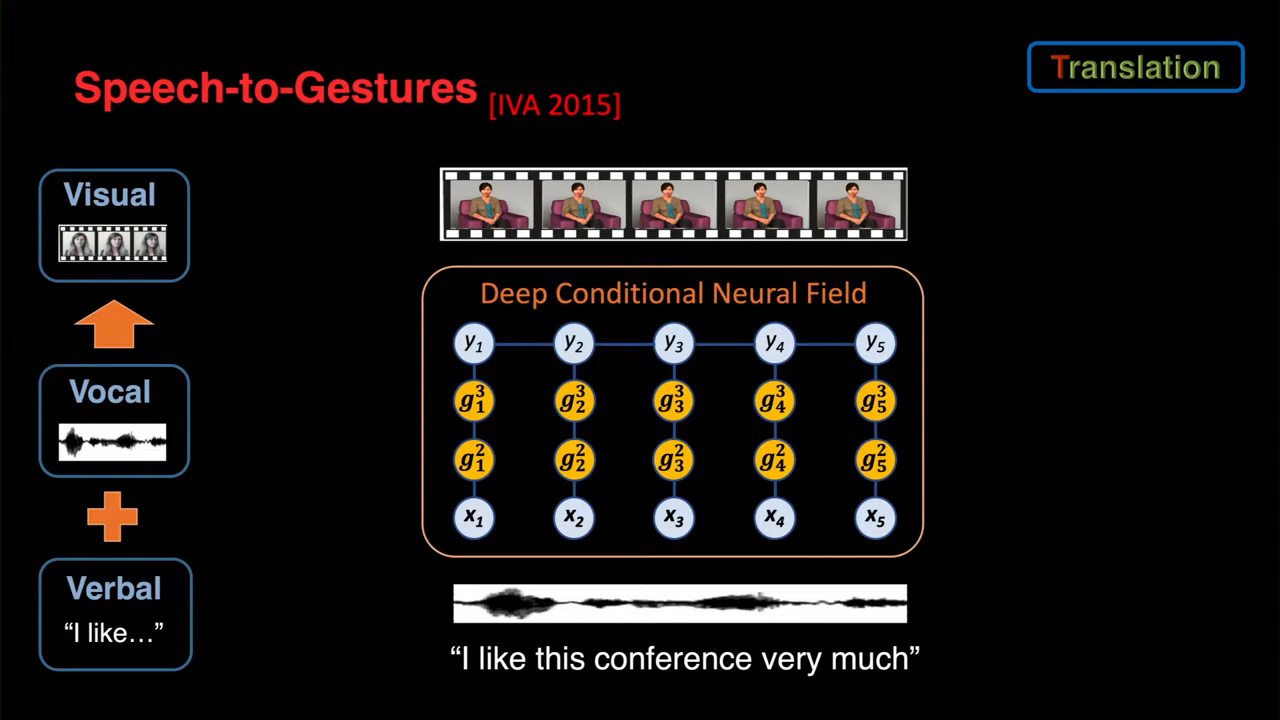 Speech-to-Gestures [IVA 2015]
Translation
Visual
Vocal
Verbal
“I like…”
Deep Conditional Neural Field
y₁ y₂ y₃ y₄ y₅
g₁³ g₂³ g₃³ g₄³ g₅³
g₁² g₂² g₃² g₄² g₅²
x₁ x₂ x₃ x₄ x₅
“I like this conference very much”